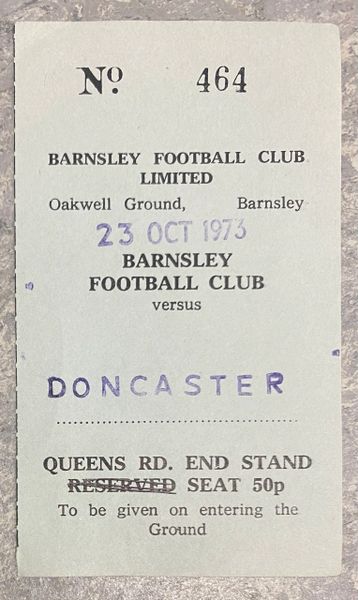 Nº. 464
BARNSLEY FOOTBALL CLUB
LIMITED
Oakwell Ground, Barnsley
23 OCT 1973
BARNSLEY
FOOTBALL CLUB
versus
DONCASTER
QUEENS RD. END STAND
RESERVED SEAT 50p
To be given on entering the
Ground